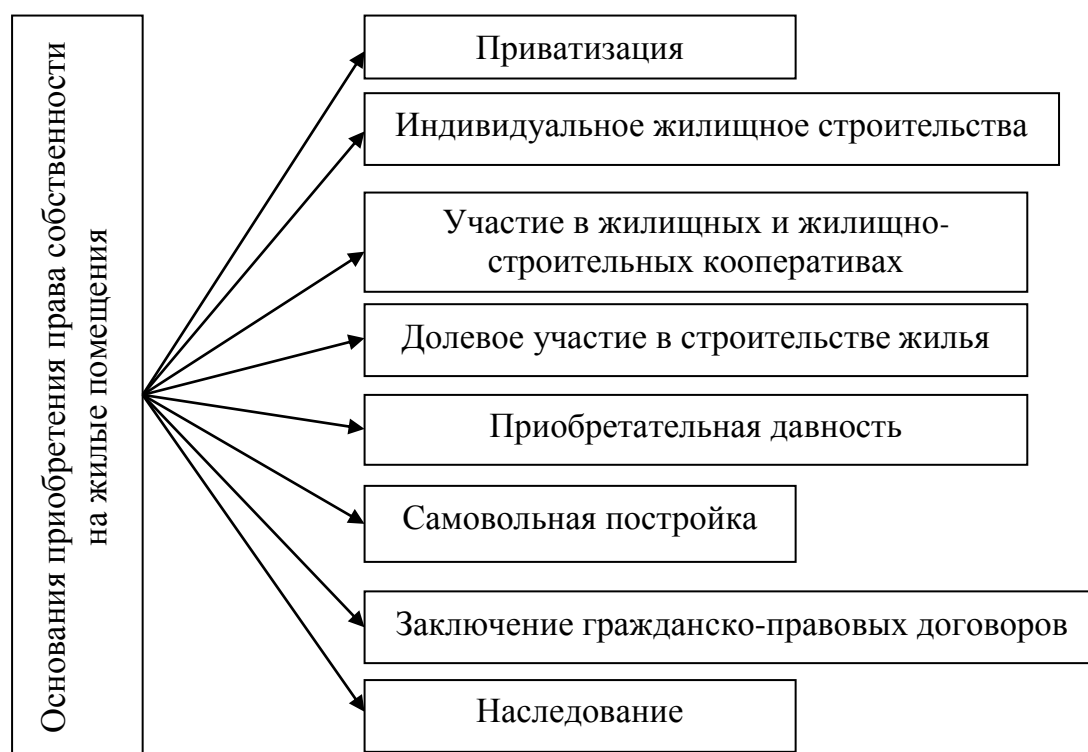 Основания приобретения права собственности
на жилые помещения
Приватизация
Индивидуальное жилищное строительства
Участие в жилищных и жилищно-
строительных кооперативах
Долевое участие в строительстве жилья
Приобретательная давность
Самовольная постройка
Заключение гражданско-правовых договоров
Наследование